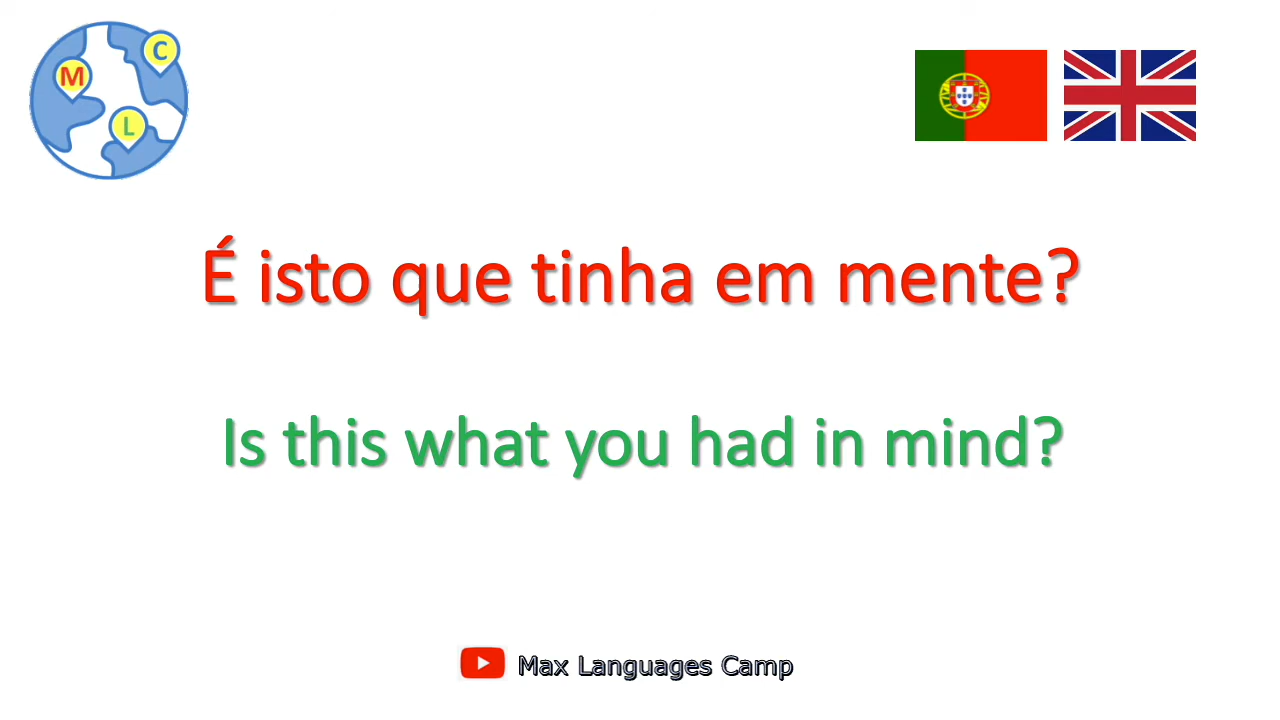 M
C
L
É isto que tinha em mente?
Is this what you had in mind?
Max Languages Camp